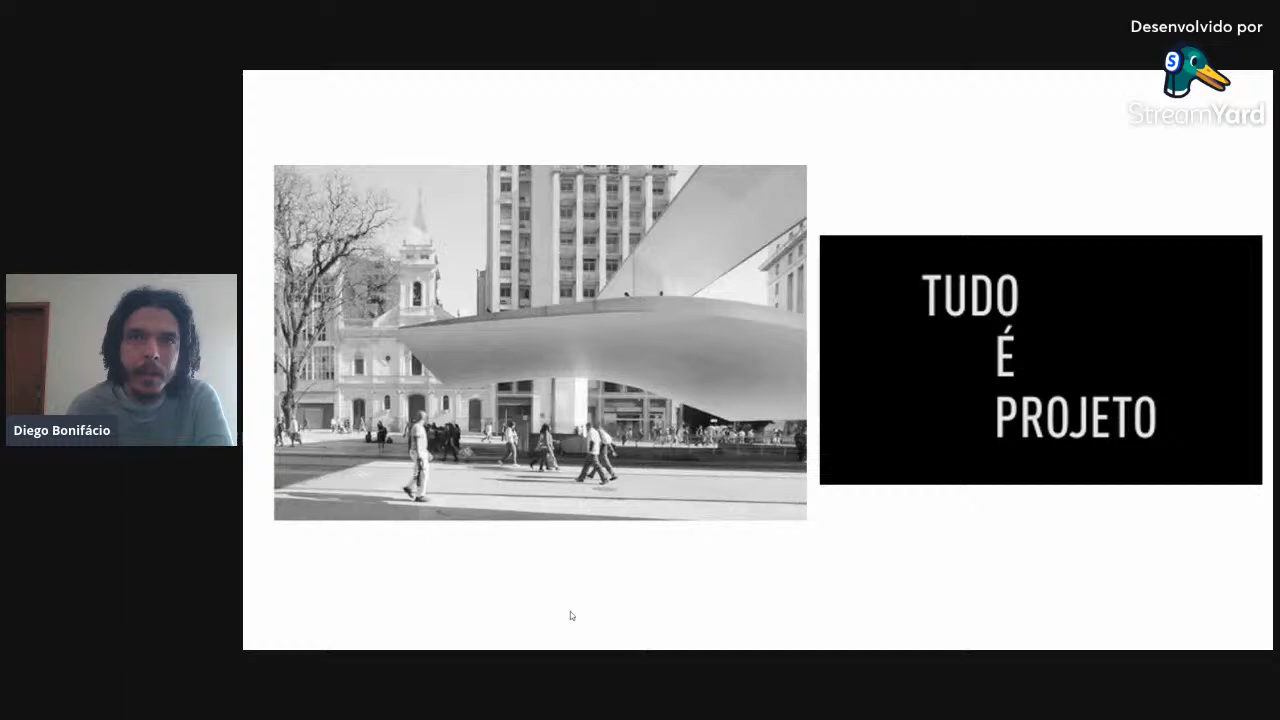 Desenvolvido por
StreamYard
TUDO
É
PROJETO
Diego Bonifácio